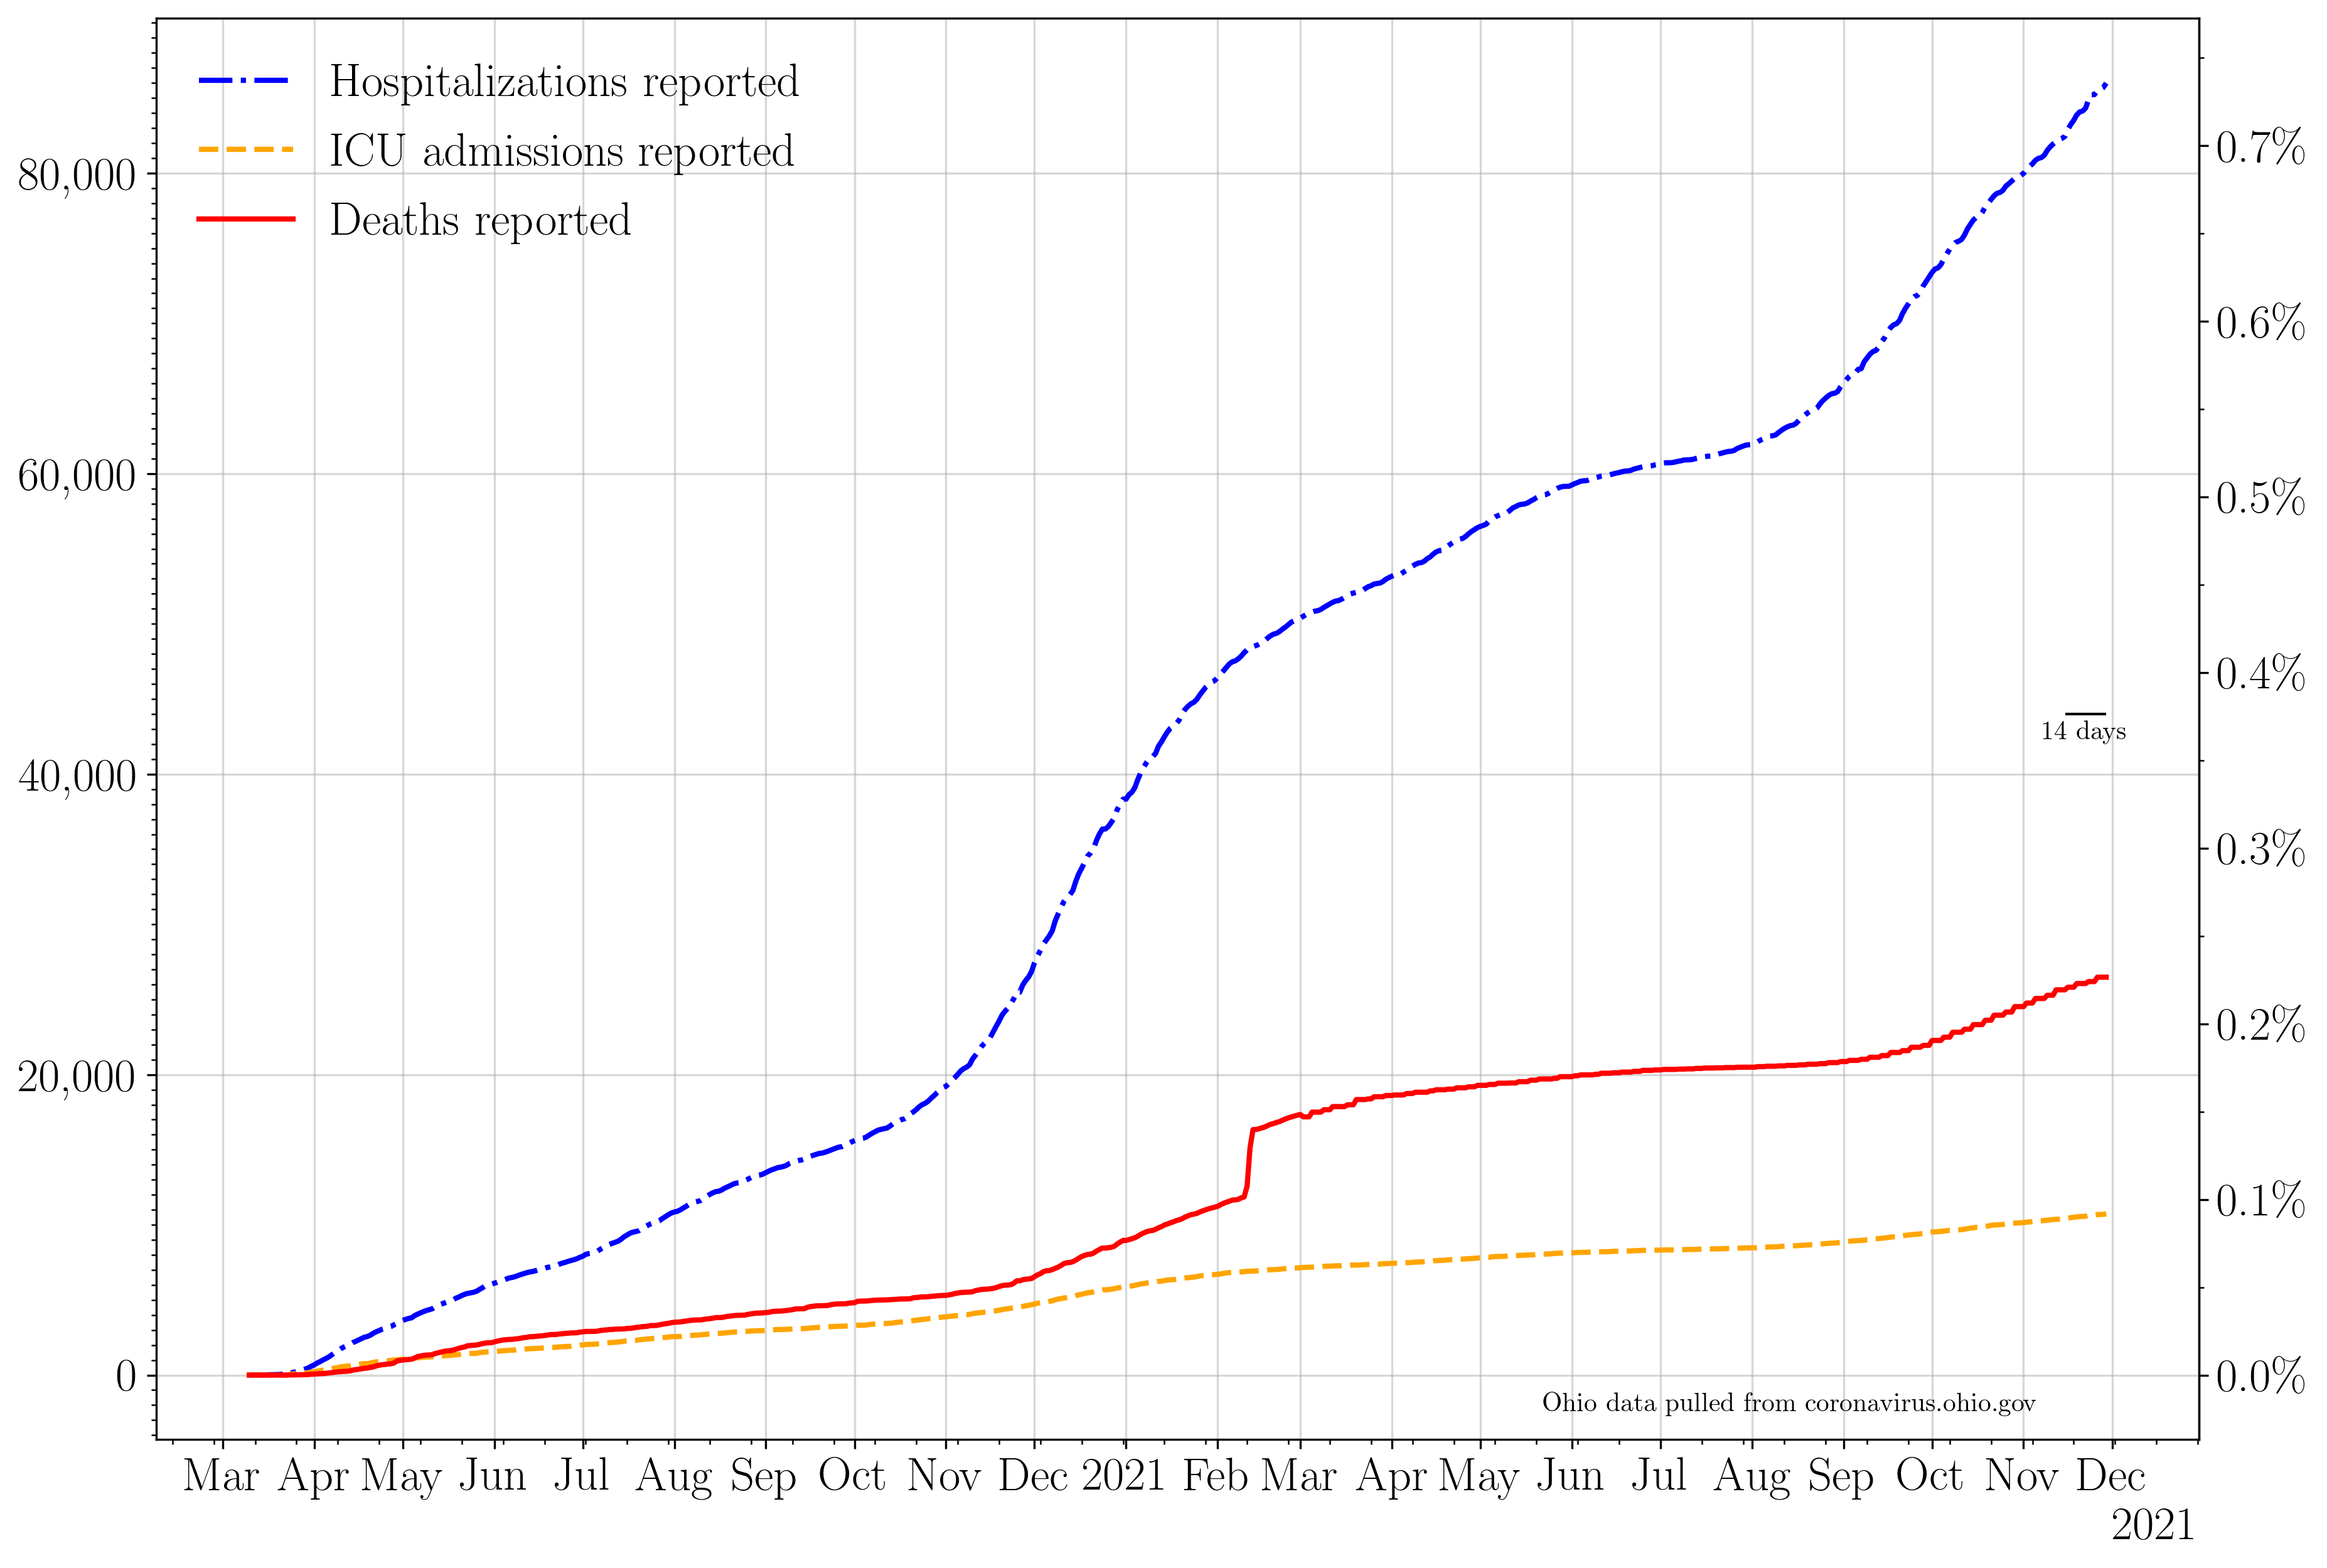 Hospitalizations reported
ICU admissions reported
Deaths reported
80,000
60,000
40,000
20,000
0
0.7%
0.6%
0.5%
0.4%
0.3%
0.2%
0.1%
0.0%
14 days
Ohio data pulled from coronavirus.ohio.gov
Mar Apr May Jun Jul Aug Sep Oct Nov Dec 2021 Feb Mar Apr May Jun Jul Aug Sep Oct Nov Dec
2021